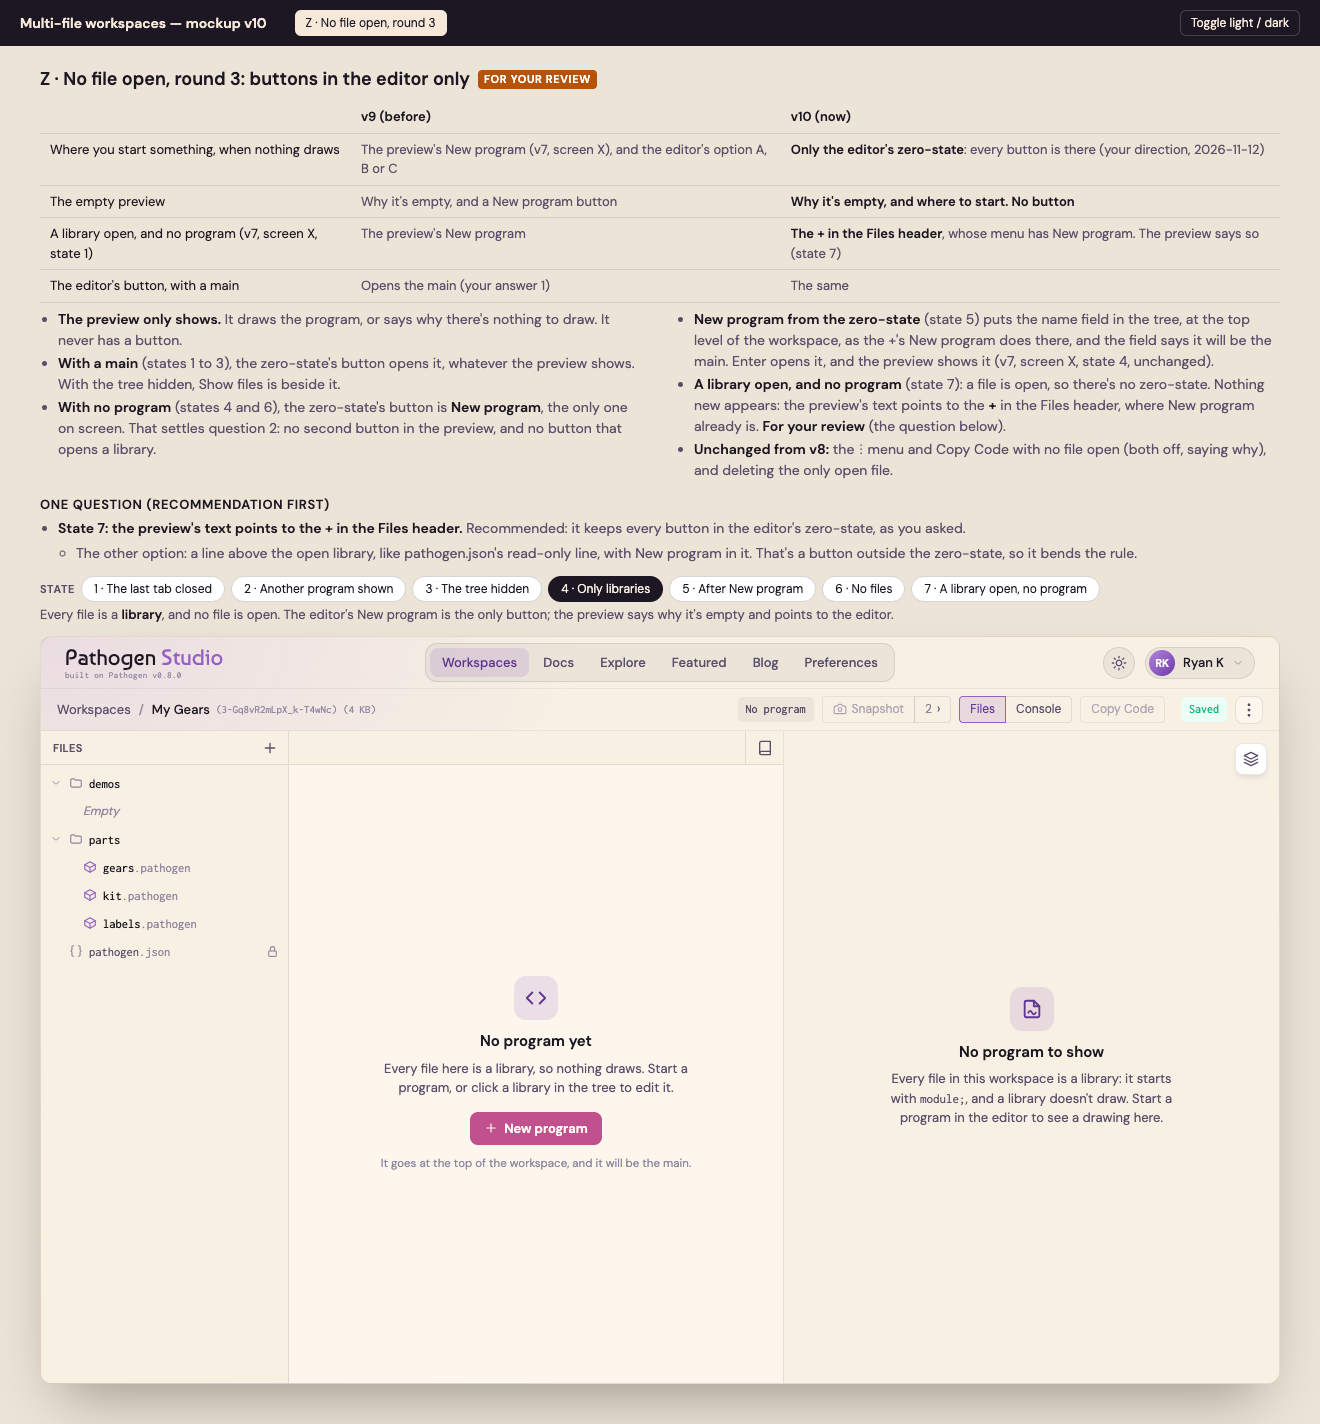 Multi-file workspaces — mockup v10
Z · No file open, round 3
Toggle light / dark
Z · No file open, round 3: buttons in the editor only FOR YOUR REVIEW
v9 (before) v10 (now)
Where you start something, when nothing draws
The preview's New program (v7, screen X), and the editor's option A,
B or C
Only the editor's zero-state: every button is there (your direction, 2026-11-12)
The empty preview
Why it's empty, and a New program button
Why it's empty, and where to start. No button
A library open, and no program (v7, screen X,
state 1)
The preview's New program
The + in the Files header, whose menu has New program. The preview says so
(state 7)
The editor's button, with a main
Opens the main (your answer 1)
The same
• The preview only shows. It draws the program, or says why there's nothing to draw. It
never has a button.
• With a main (states 1 to 3), the zero-state's button opens it, whatever the preview shows.
With the tree hidden, Show files is beside it.
• With no program (states 4 and 6), the zero-state's button is New program, the only one
on screen. That settles question 2: no second button in the preview, and no button that
opens a library.
• New program from the zero-state (state 5) puts the name field in the tree, at the top
level of the workspace, as the +'s New program does there, and the field says it will be the
main. Enter opens it, and the preview shows it (v7, screen X, state 4, unchanged).
• A library open, and no program (state 7): a file is open, so there's no zero-state. Nothing
new appears: the preview's text points to the + in the Files header, where New program
already is. For your review (the question below).
• Unchanged from v8: the ⋮ menu and Copy Code with no file open (both off, saying why),
and deleting the only open file.
ONE QUESTION (RECOMMENDATION FIRST)
• State 7: the preview's text points to the + in the Files header. Recommended: it keeps every button in the editor's zero-state, as you asked.
◦ The other option: a line above the open library, like pathogen.json's read-only line, with New program in it. That's a button outside the zero-state, so it bends the rule.
STATE 1 · The last tab closed 2 · Another program shown 3 · The tree hidden 4 · Only libraries 5 · After New program 6 · No files 7 · A library open, no program
Every file is a library, and no file is open. The editor's New program is the only button; the preview says why it's empty and points to the editor.
Pathogen Studio
built on Pathogen v0.8.0
Workspaces Docs Explore Featured Blog Preferences
RK Ryan K
Workspaces / My Gears (3-Gq8vR2mLpX_k-T4wNc) (4 KB)
No program Snapshot 2 › Files Console Copy Code Saved
FILES
demos
Empty
parts
gears.pathogen
kit.pathogen
labels.pathogen
{} pathogen.json
No program yet
Every file here is a library, so nothing draws. Start a
program, or click a library in the tree to edit it.
+ New program
It goes at the top of the workspace, and it will be the main.
No program to show
Every file in this workspace is a library: it starts
with module;, and a library doesn't draw. Start a
program in the editor to see a drawing here.